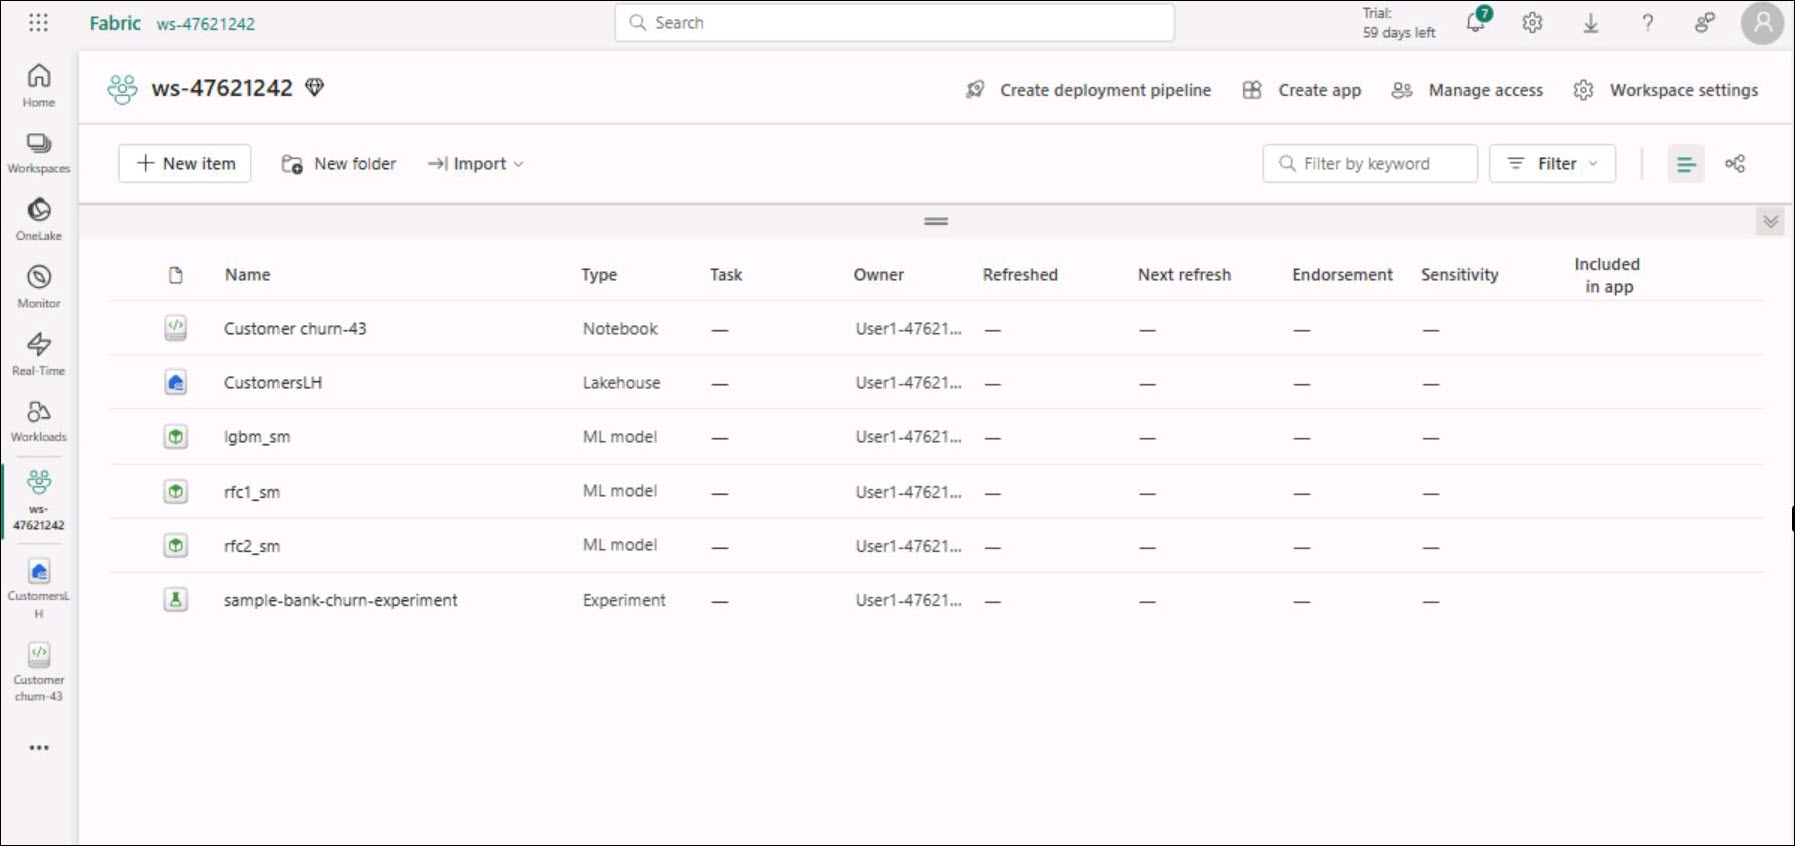 Fabric ws-47621242
Search
Trial:
59 days left
7
ws-47621242
Create deployment pipeline
Create app
Manage access
Workspace settings
New item
New folder
Import
Filter by keyword
Filter
Home
Workspaces
OneLake
Monitor
Real-Time
Workloads
ws-
47621242
CustomersL
H
Customer
churn-43
Name Type Task Owner Refreshed Next refresh Endorsement Sensitivity Included
in app
Customer churn-43 Notebook — User1-47621... — — — —
CustomersLH Lakehouse — User1-47621... — — — —
lgbm_sm ML model — User1-47621... — — — —
rfc1_sm ML model — User1-47621... — — — —
rfc2_sm ML model — User1-47621... — — — —
sample-bank-churn-experiment Experiment — User1-47621... — — — —